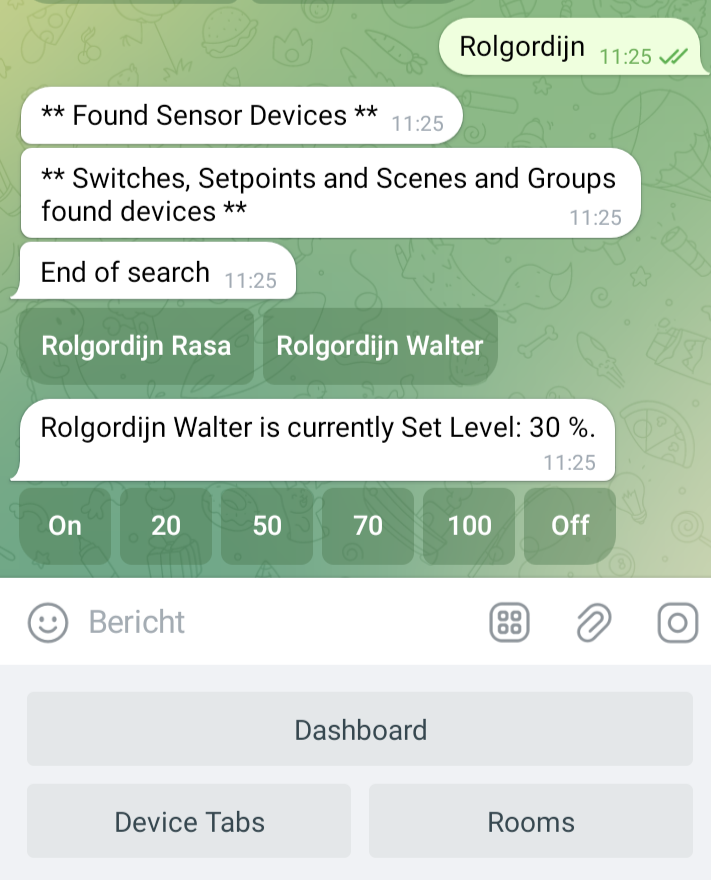 Rolgordijn 11:25
** Found Sensor Devices ** 11:25
** Switches, Setpoints and Scenes and Groups
found devices ** 11:25
End of search 11:25
Rolgordijn Rasa Rolgordijn Walter
Rolgordijn Walter is currently Set Level: 30 %.
11:25
On 20 50 70 100 Off
Bericht
Dashboard
Device Tabs Rooms